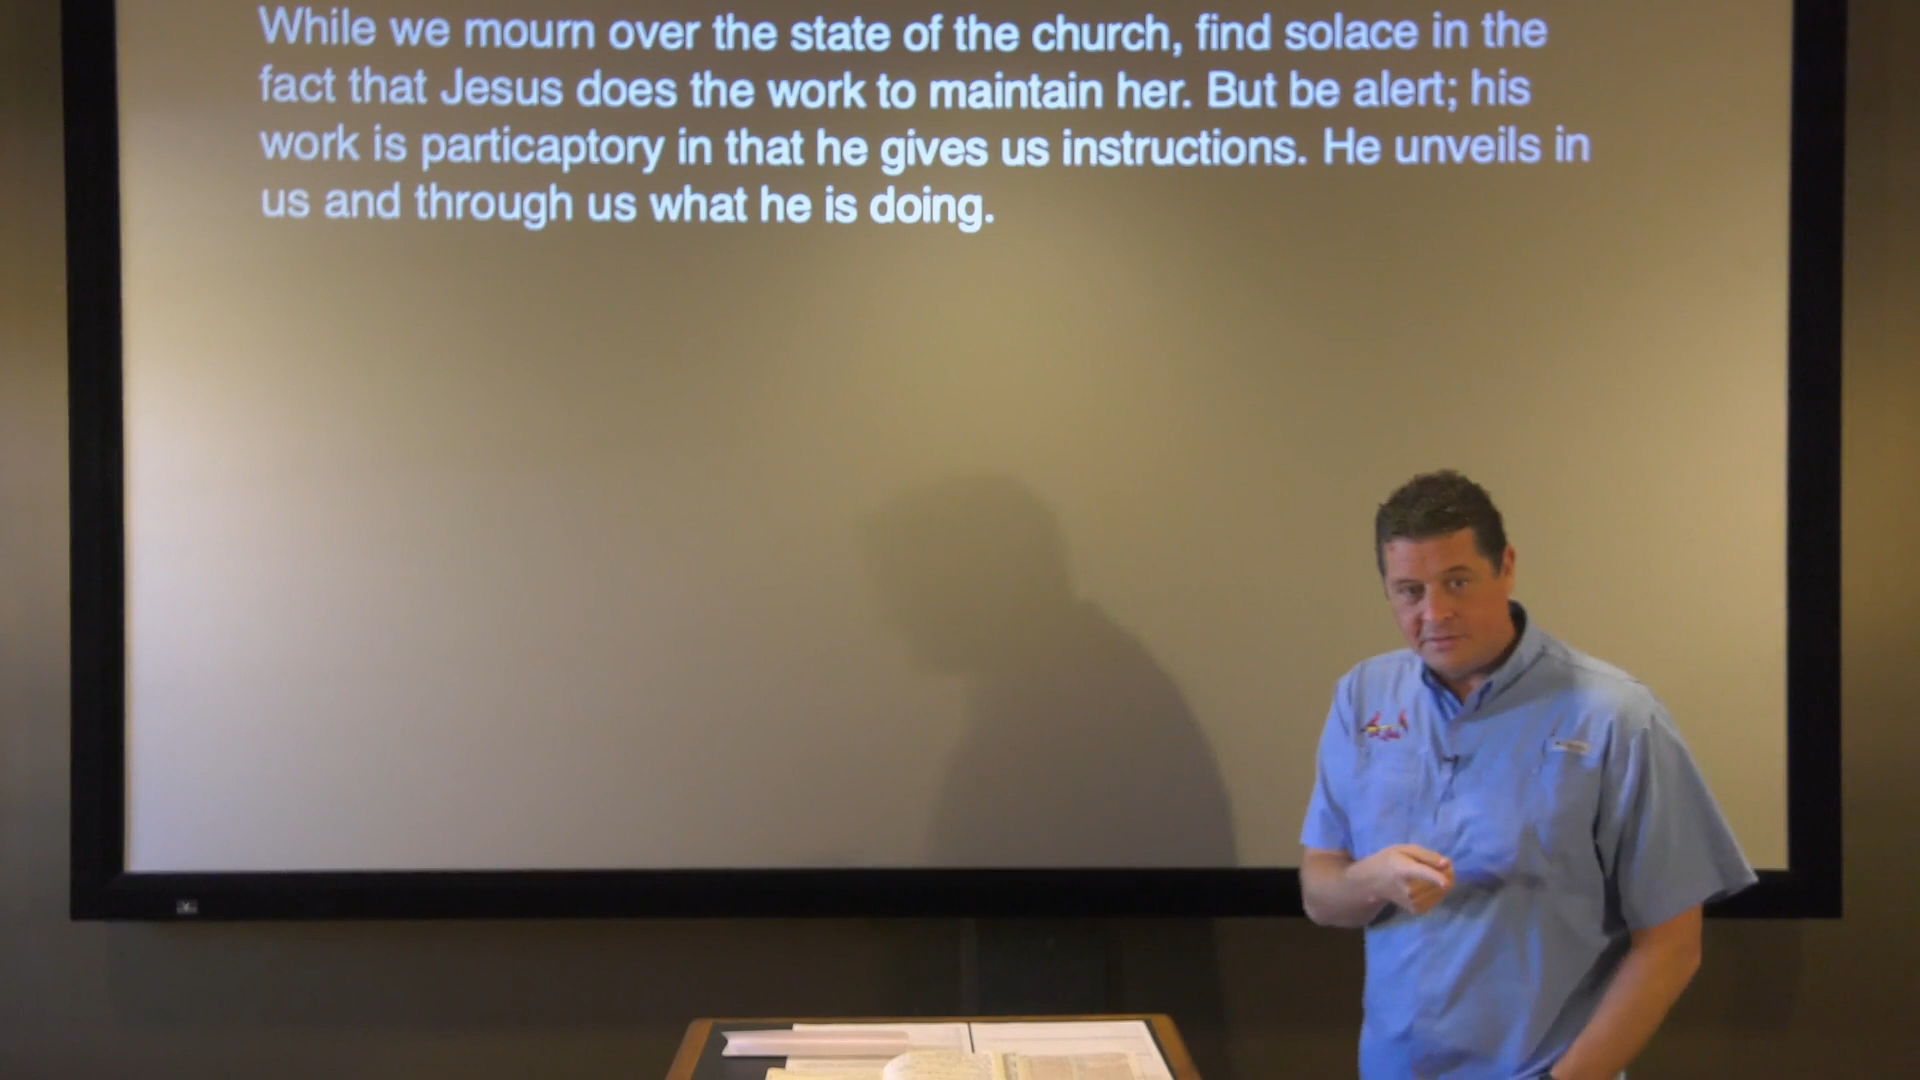 While we mourn over the state of the church, find solace in the
fact that Jesus does the work to maintain her. But be alert; his
work is particaptory in that he gives us instructions. He unveils in
us and through us what he is doing.